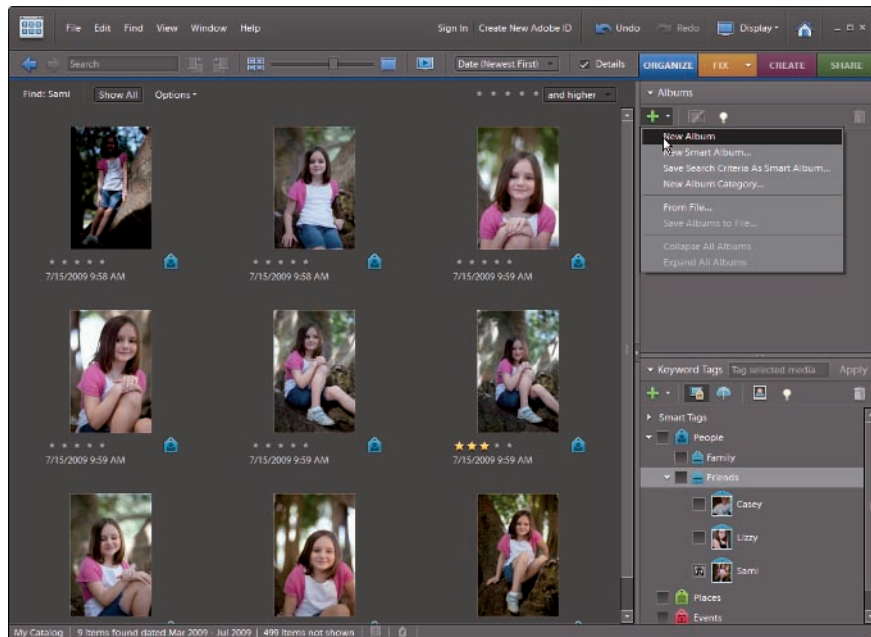 File Edit Find View Window Help Sign In Create New Adobe ID Undo Redo Display
Search Date (Newest First) Details ORGANIZE FIX CREATE SHARE
Find: Sami Show All Options and higher
Albums
New Album
New Smart Album...
Save Search Criteria As Smart Album...
New Album Category...
From File...
Save Albums to File...
Collapse All Albums
Expand All Albums
7/15/2009 9:58 AM 7/15/2009 9:59 AM 7/15/2009 9:59 AM
7/15/2009 9:59 AM 7/15/2009 9:59 AM 7/15/2009 9:59 AM
Keyword Tags Tag selected media Apply
Smart Tags
People
Family
Friends
Casey
Lizzy
Sami
Places
Events
My Catalog 9 items found dated Mar 2009 - Jul 2009 499 items not shown